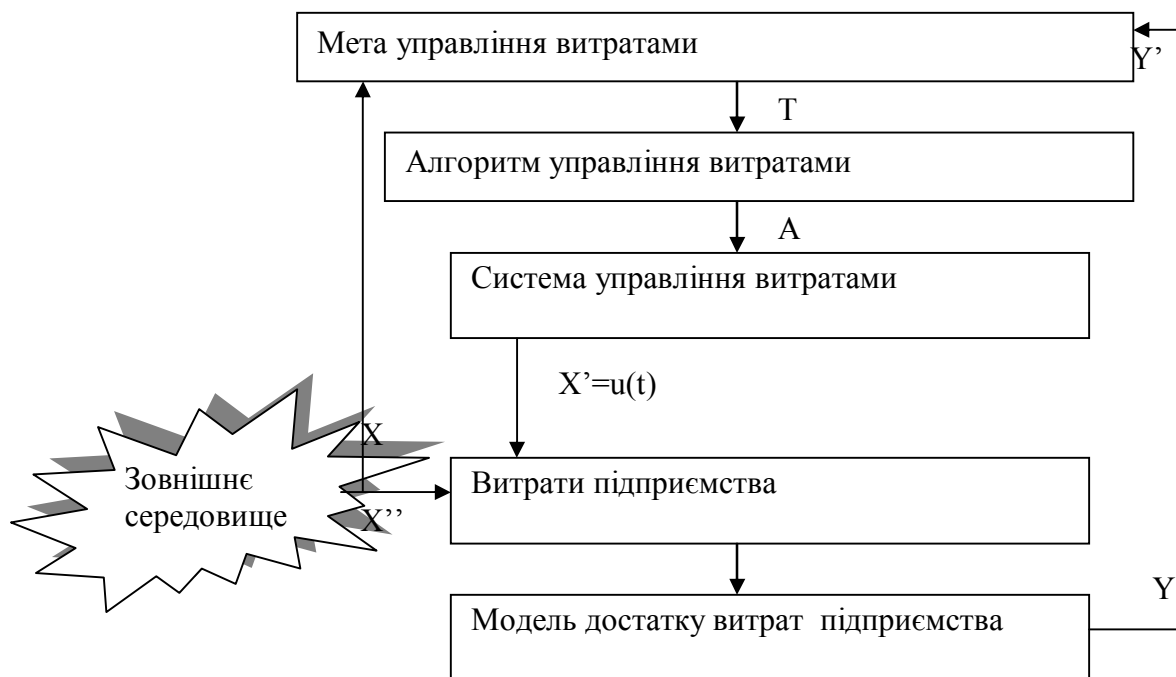 Мета управління витратами
Y’
T
Алгоритм управління витратами
A
Система управління витратами
X’=u(t)
X
Зовнішнє
середовище
X’’
Витрати підприємства
Y
Модель достатку витрат підприємства